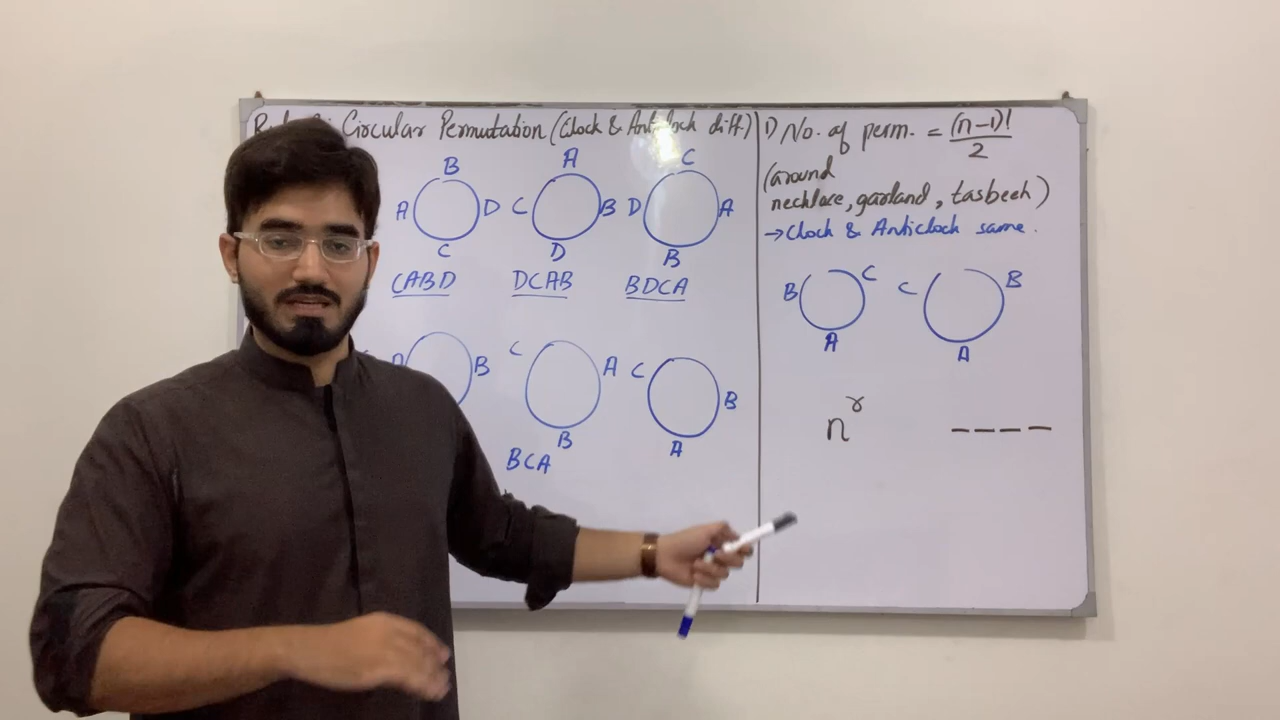 Circular Permutation (Clock & Anticlock diff.)
B
A D
C
CABD
A
C B
D
DCAB
C
D A
B
BDCA
B
C A
B
BCA
C B
A
1) No. of perm. = (n-1)!/2
(around
necklace, garland, tasbeeh)
→ Clock & Anticlock same.
B C
A
C B
A
n^r ----